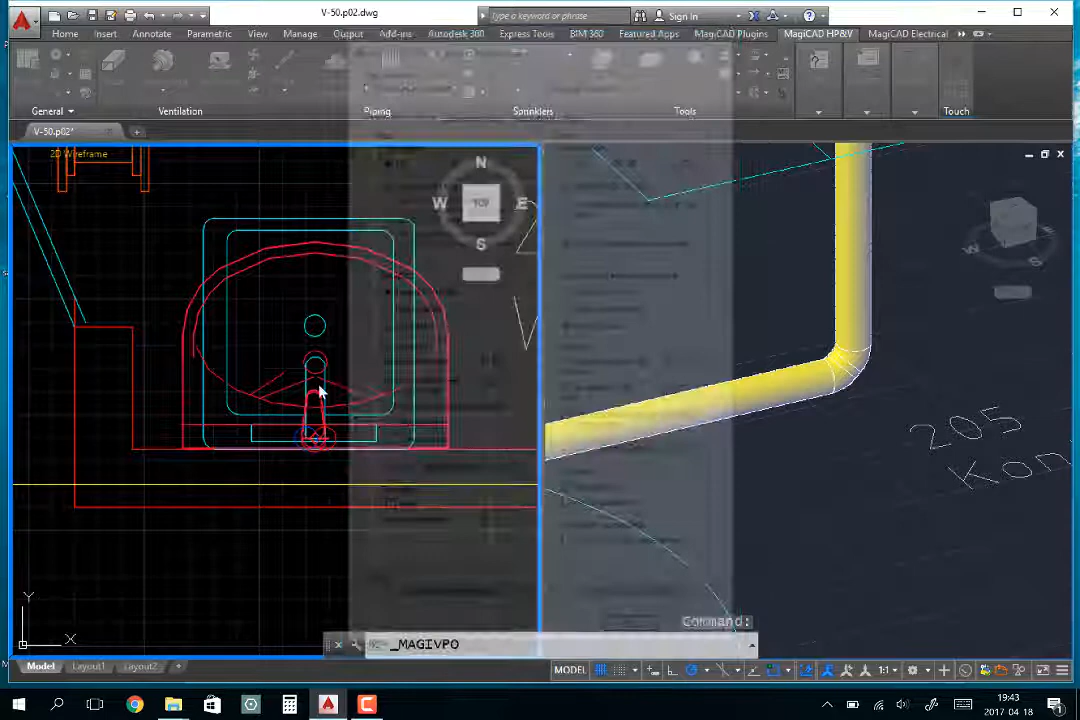 V-50.p02.dwg
Type a keyword or phrase
Sign In
Home Insert Annotate Parametric View Manage Output Add-ins Autodesk 360 Express Tools BIM 360 Featured Apps MagiCAD Plugins MagiCAD HP&V MagiCAD Electrical
General Ventilation Piping Sprinklers Tools Touch
V-50.p02*
2D Wireframe
N
W TOP E
S
W
S
205
Kon
Y
X
Command:
_MAGIVPO
Model Layout1 Layout2 +
MODEL 1:1
19:43
2017-04-18
1